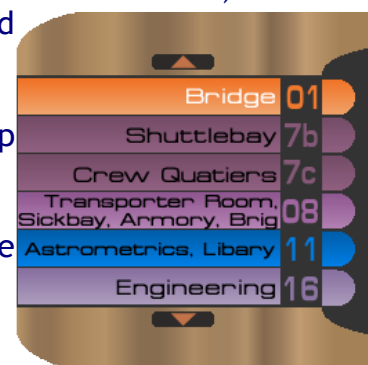 d
Bridge 01
p
Shuttlebay 7b
Crew Quatiers 7c
Transporter Room,
Sickbay, Armory, Brig 08
e Astrometrics, Libary 11
Engineering 16